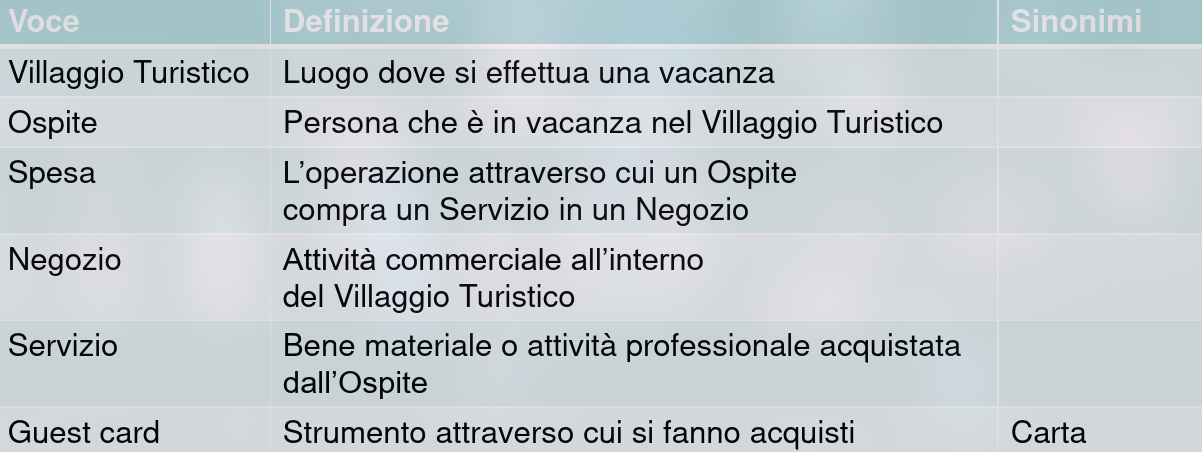 Voce Definizione Sinonimi
Villaggio Turistico Luogo dove si effettua una vacanza
Ospite Persona che è in vacanza nel Villaggio Turistico
Spesa L’operazione attraverso cui un Ospite
compra un Servizio in un Negozio
Negozio Attività commerciale all’interno
del Villaggio Turistico
Servizio Bene materiale o attività professionale acquistata
dall’Ospite
Guest card Strumento attraverso cui si fanno acquisti Carta